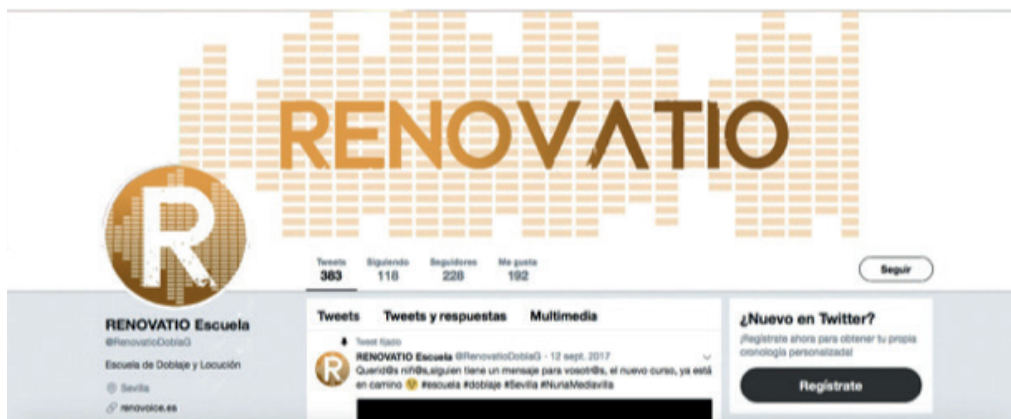 RENOVATIO
R
Tweets Siguiendo Seguidores Me gusta
383 118 228 192
Seguir
RENOVATIO Escuela
@RenovatioDoblaG
Escuela de Doblaje y Locución
Sevilla
renovoice.es
Tweets Tweets y respuestas Multimedia
Tweet fijado
R
RENOVATIO Escuela @RenovatioDoblaG · 12 sept. 2017
Querid@s niñ@s,alguien tiene un mensaje para vosotr@s, el nuevo curso, ya está
en camino 😉 #escuela #doblaje #Sevilla #NuriaMediavilla
¿Nuevo en Twitter?
¡Regístrate ahora para obtener tu propia
cronología personalizada!
Regístrate